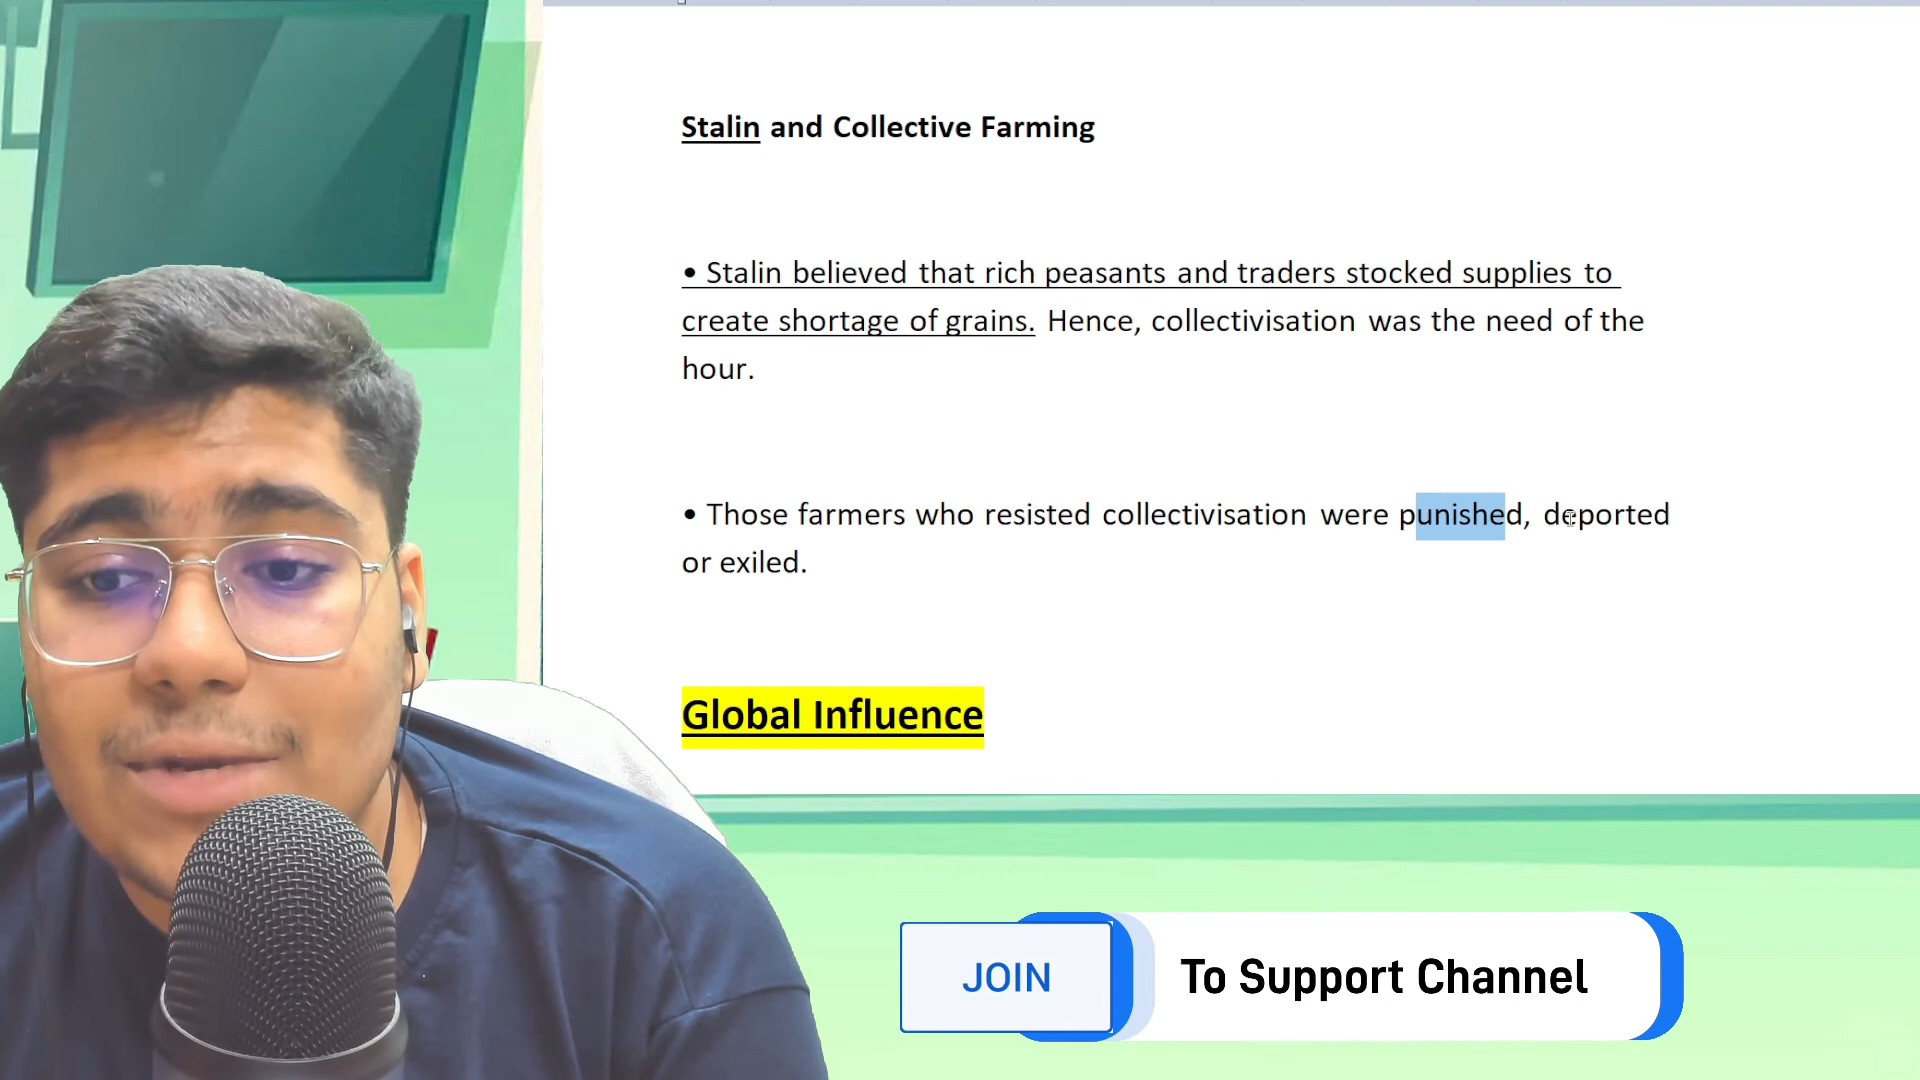 Stalin and Collective Farming
• Stalin believed that rich peasants and traders stocked supplies to
create shortage of grains. Hence, collectivisation was the need of the
hour.
• Those farmers who resisted collectivisation were punished, deported
or exiled.
Global Influence
JOIN To Support Channel